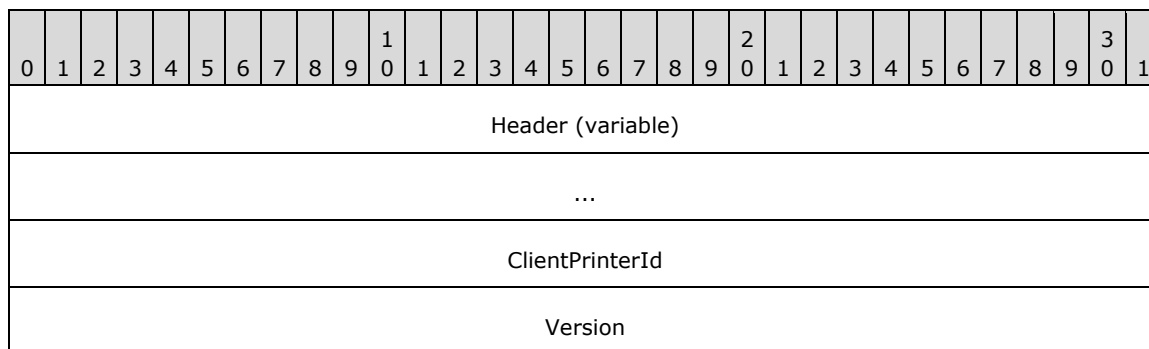 1 2 3
0 1 2 3 4 5 6 7 8 9 0 1 2 3 4 5 6 7 8 9 0 1 2 3 4 5 6 7 8 9 0 1
Header (variable)
...
ClientPrinterId
Version